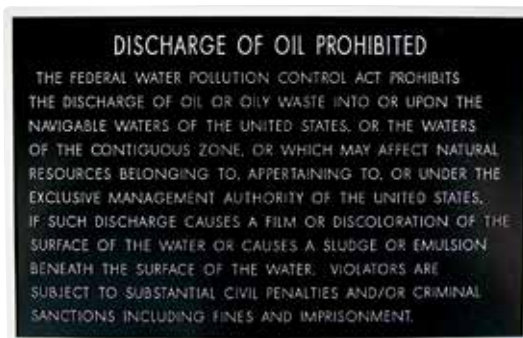 DISCHARGE OF OIL PROHIBITED
THE FEDERAL WATER POLLUTION CONTROL ACT PROHIBITS
THE DISCHARGE OF OIL OR OILY WASTE INTO OR UPON THE
NAVIGABLE WATERS OF THE UNITED STATES, OR THE WATERS
OF THE CONTIGUOUS ZONE, OR WHICH MAY AFFECT NATURAL
RESOURCES BELONGING TO, APPERTAINING TO, OR UNDER THE
EXCLUSIVE MANAGEMENT AUTHORITY OF THE UNITED STATES,
IF SUCH DISCHARGE CAUSES A FILM OR DISCOLORATION OF THE
SURFACE OF THE WATER OR CAUSES A SLUDGE OR EMULSION
BENEATH THE SURFACE OF THE WATER. VIOLATORS ARE
SUBJECT TO SUBSTANTIAL CIVIL PENALTIES AND/OR CRIMINAL
SANCTIONS INCLUDING FINES AND IMPRISONMENT.